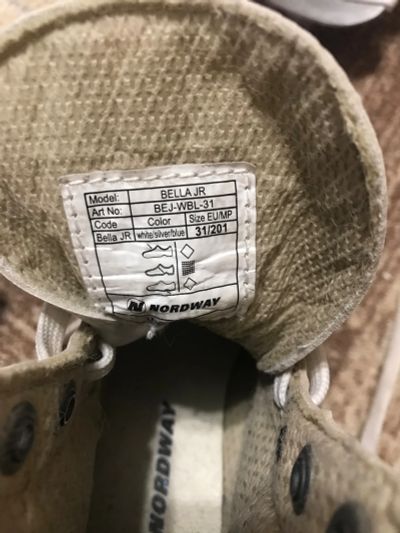 Model: BELLA JR
Art No: BEJ-WBL-31
Code Color Size EU/MP
Bella JR white/silver/blue 31/201
N NORDWAY
NORDWAY